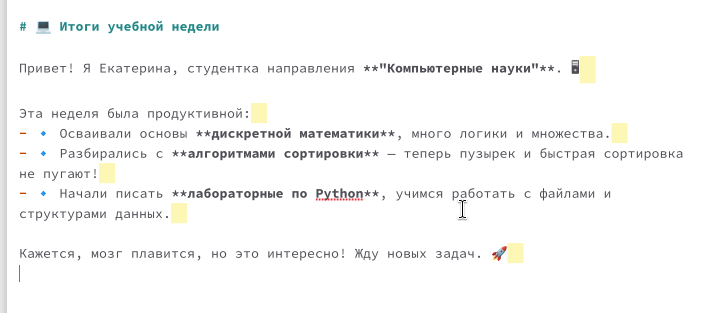 # 💻 Итоги учебной недели
Привет! Я Екатерина, студентка направления **"Компьютерные науки"**. 🖥
Эта неделя была продуктивной:
- 🔹 Осваивали основы **дискретной математики**, много логики и множества.
- 🔹 Разбирались с **алгоритмами сортировки** — теперь пузырек и быстрая сортировка
не пугают!
- 🔹 Начали писать **лабораторные по Python**, учимся работать с файлами и
структурами данных.
Кажется, мозг плавится, но это интересно! Жду новых задач. 🚀